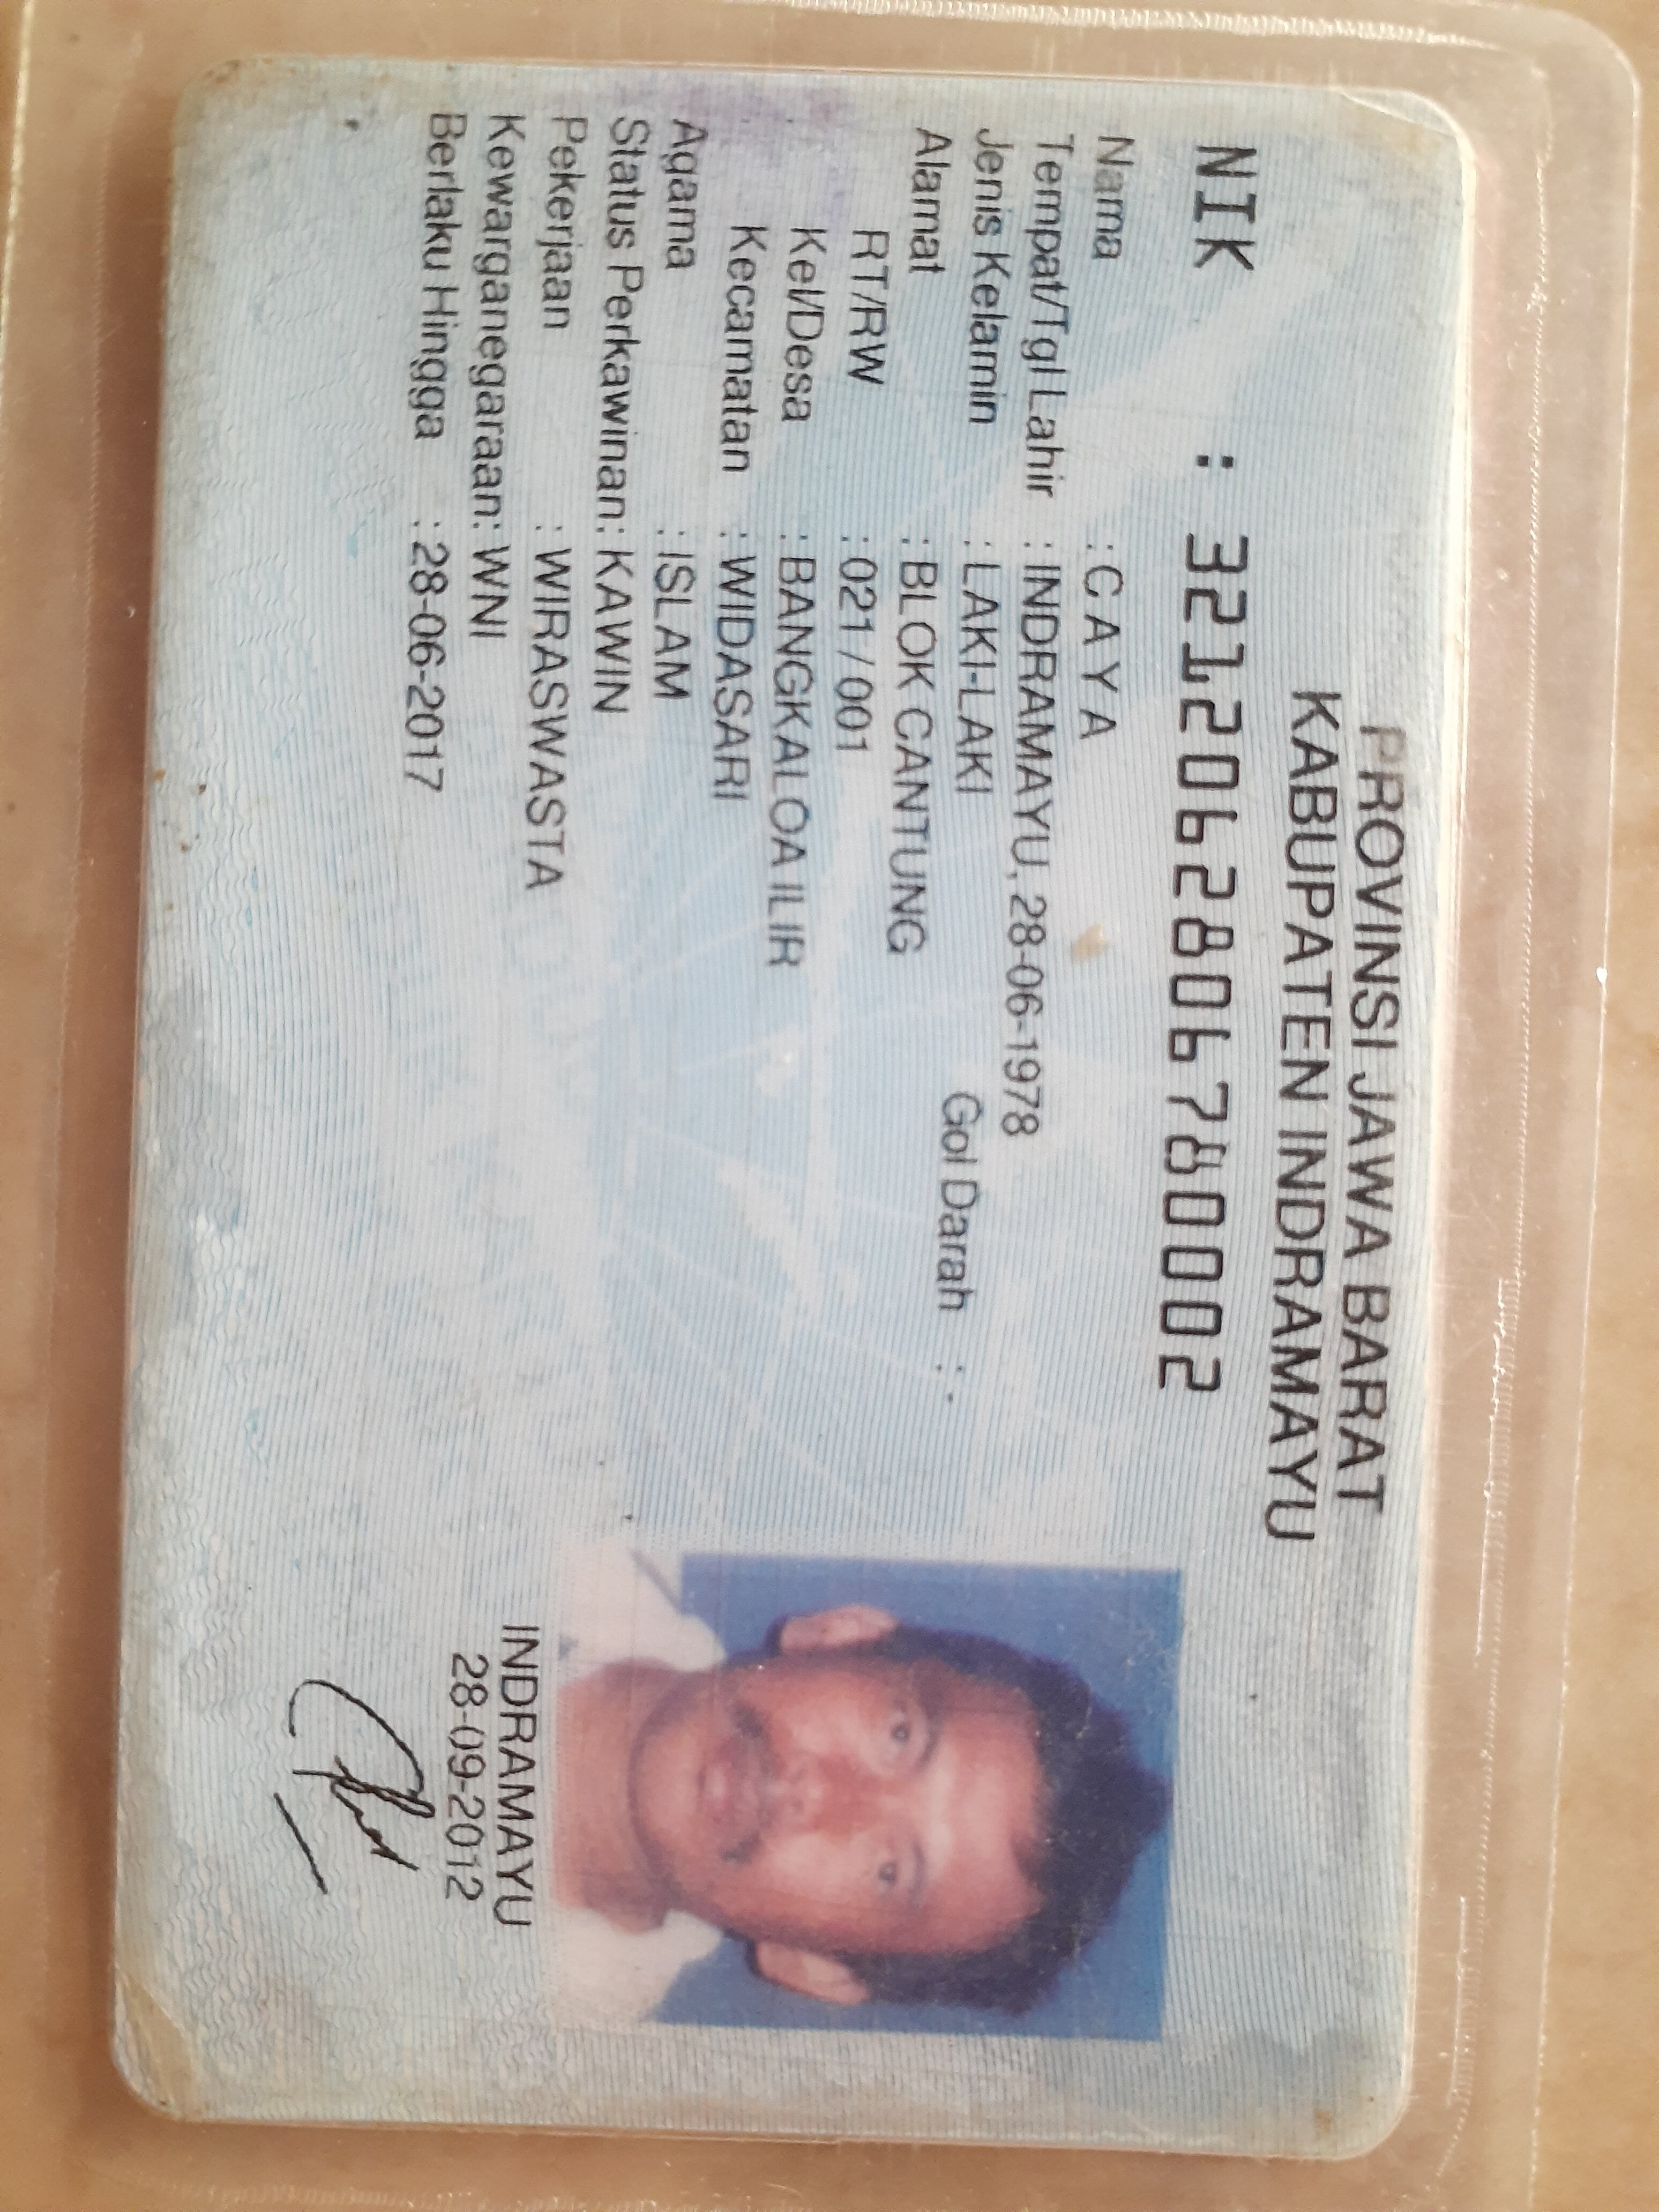 PROVINSI JAWA BARAT
KABUPATEN INDRAMAYU
NIK : 3212062806780002
Nama : C A Y A
Tempat/Tgl Lahir : INDRAMAYU, 28-06-1978
Jenis Kelamin : LAKI-LAKI Gol Darah : -
Alamat : BLOK CANTUNG
RT/RW : 021 / 001
Kel/Desa : BANGKALOA ILIR
Kecamatan : WIDASARI
Agama : ISLAM
Status Perkawinan: KAWIN
Pekerjaan : WIRASWASTA
Kewarganegaraan: WNI
Berlaku Hingga : 28-06-2017
INDRAMAYU
28-09-2012